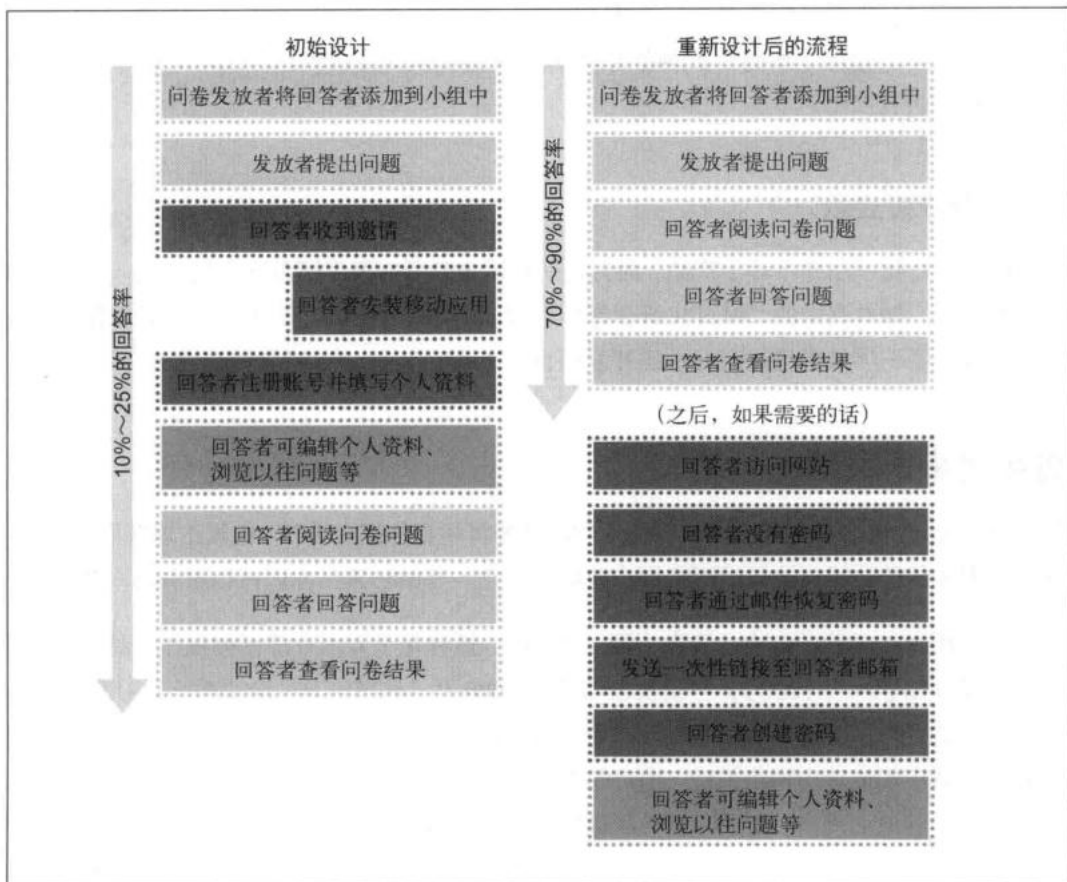 初始设计
问卷发放者将回答者添加到小组中
发放者提出问题
回答者收到邀请
回答者安装移动应用
回答者注册账号并填写个人资料
回答者可编辑个人资料、
浏览以往问题等
回答者阅读问卷问题
回答者回答问题
回答者查看问卷结果
10%～25%的回答率
重新设计后的流程
问卷发放者将回答者添加到小组中
发放者提出问题
回答者阅读问卷问题
回答者回答问题
回答者查看问卷结果
70%～90%的回答率
（之后，如果需要的话）
回答者访问网站
回答者没有密码
回答者通过邮件恢复密码
发送一次性链接至回答者邮箱
回答者创建密码
回答者可编辑个人资料、
浏览以往问题等